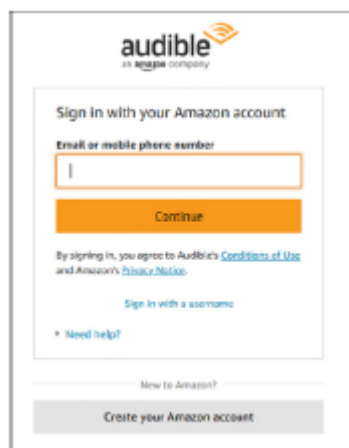 audible
an amazon company
Sign in with your Amazon account
Email or mobile phone number
Continue
By signing in, you agree to Audible's Conditions of Use
and Amazon's Privacy Notice.
Sign in with a username
Need help?
New to Amazon?
Create your Amazon account